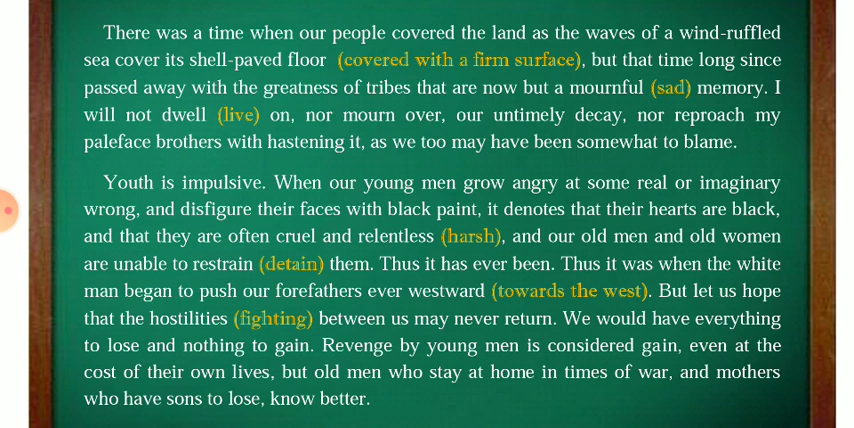 There was a time when our people covered the land as the waves of a wind-ruffled
sea cover its shell-paved floor (covered with a firm surface), but that time long since
passed away with the greatness of tribes that are now but a mournful (sad) memory. I
will not dwell (live) on, nor mourn over, our untimely decay, nor reproach my
paleface brothers with hastening it, as we too may have been somewhat to blame.
Youth is impulsive. When our young men grow angry at some real or imaginary
wrong, and disfigure their faces with black paint, it denotes that their hearts are black,
and that they are often cruel and relentless (harsh), and our old men and old women
are unable to restrain (detain) them. Thus it has ever been. Thus it was when the white
man began to push our forefathers ever westward (towards the west). But let us hope
that the hostilities (fighting) between us may never return. We would have everything
to lose and nothing to gain. Revenge by young men is considered gain, even at the
cost of their own lives, but old men who stay at home in times of war, and mothers
who have sons to lose, know better.